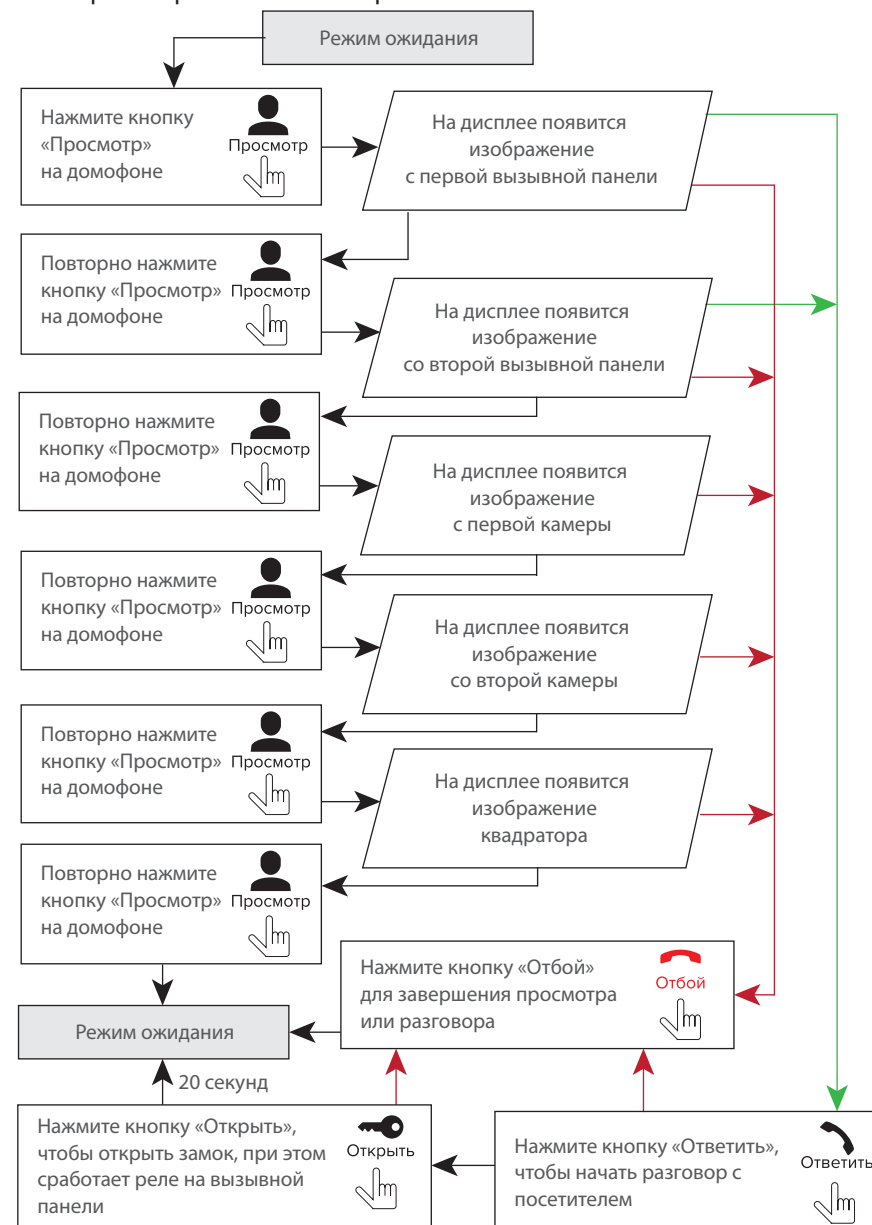 Режим ожидания
Нажмите кнопку
«Просмотр»
на домофоне
Просмотр
На дисплее появится
изображение
с первой вызывной панели
Повторно нажмите
кнопку «Просмотр»
на домофоне
Просмотр
На дисплее появится
изображение
со второй вызывной панели
Повторно нажмите
кнопку «Просмотр»
на домофоне
Просмотр
На дисплее появится
изображение
с первой камеры
Повторно нажмите
кнопку «Просмотр»
на домофоне
Просмотр
На дисплее появится
изображение
со второй камеры
Повторно нажмите
кнопку «Просмотр»
на домофоне
Просмотр
На дисплее появится
изображение
квадратора
Повторно нажмите
кнопку «Просмотр»
на домофоне
Просмотр
Нажмите кнопку «Отбой»
для завершения просмотра
или разговора
Отбой
Режим ожидания
20 секунд
Нажмите кнопку «Открыть»,
чтобы открыть замок, при этом
сработает реле на вызывной
панели
Открыть
Нажмите кнопку «Ответить»,
чтобы начать разговор с
посетителем
Ответить